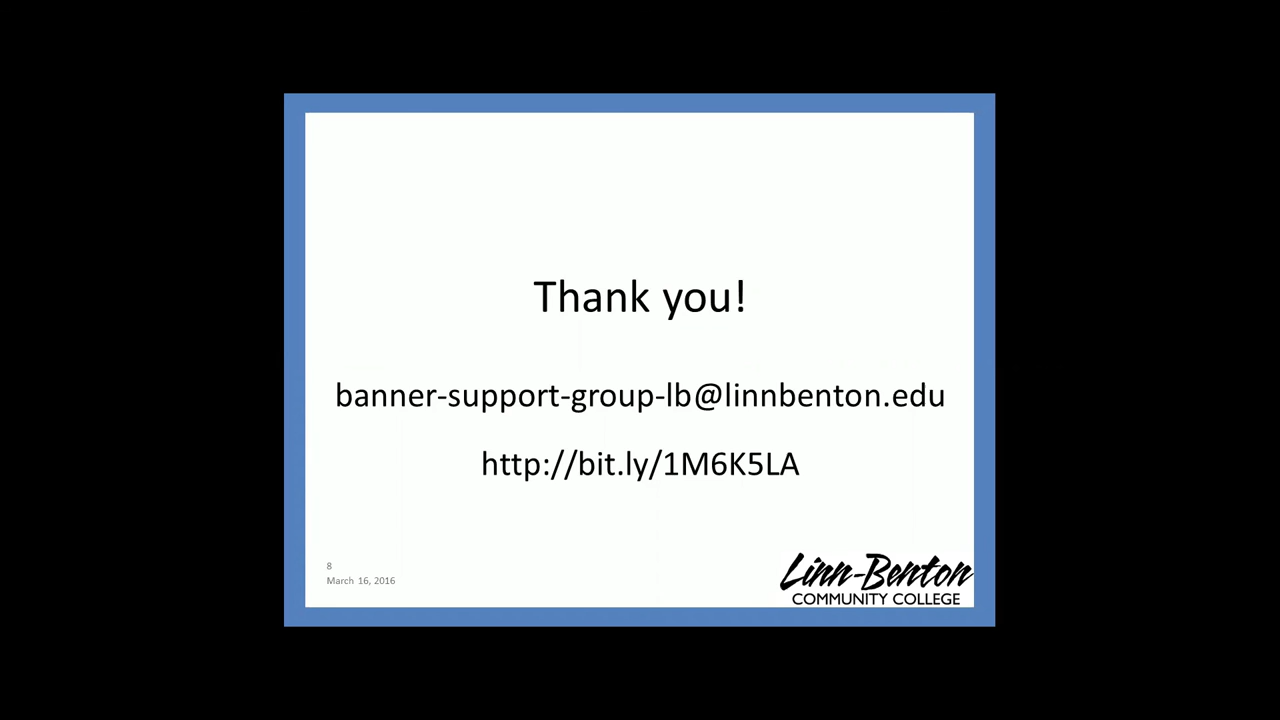 Thank you!
banner-support-group-lb@linnbenton.edu
http://bit.ly/1M6K5LA
8
March 16, 2016
Linn-Benton
COMMUNITY COLLEGE